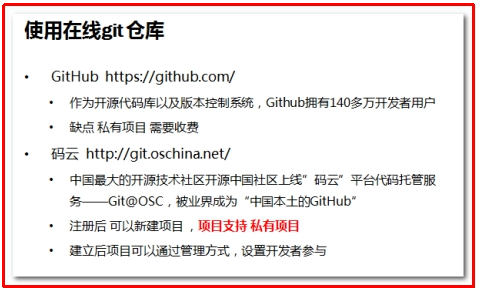 使用在线git仓库
• GitHub https://github.com/
• 作为开源代码库以及版本控制系统，Github拥有140多万开发者用户
• 缺点 私有项目 需要收费
• 码云 http://git.oschina.net/
• 中国最大的开源技术社区开源中国社区上线”码云”平台代码托管服
务——Git@OSC，被业界成为“中国本土的GitHub”
• 注册后 可以新建项目 ，项目支持 私有项目
• 建立后项目可以通过管理方式，设置开发者参与